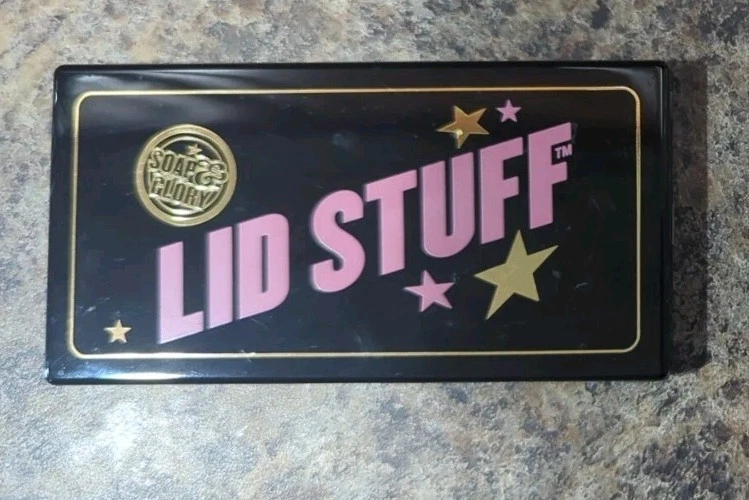 SOAP &
GLORY
LID STUFF™